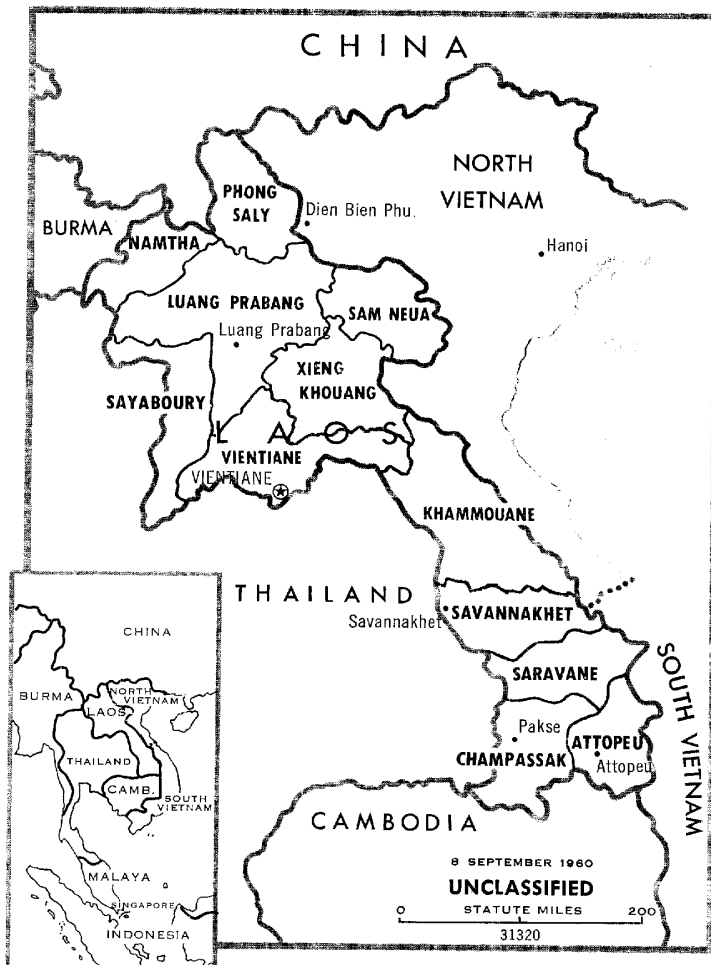 CHINA
NORTH
VIETNAM
PHONG
SALY
Dien Bien Phu.
BURMA
NAMTHA
Hanoi
LUANG PRABANG
SAM NEUA
Luang Prabang
XIENG
KHOUANG
SAYABOURY
LAOS
VIENTIANE
VIENTIANE
KHAMMOUANE
THAILAND
Savannakhet
SAVANNAKHET
SARAVANE
SOUTH VIETNAM
Pakse
ATTOPEU
CHAMPASSAK
Attopeu
CAMBODIA
8 SEPTEMBER 1960
UNCLASSIFIED
0 STATUTE MILES 200
31320
CHINA
BURMA
NORTH
VIETNAM
LAOS
THAILAND
CAMB.
SOUTH
VIETNAM
MALAYA
SINGAPORE
INDONESIA